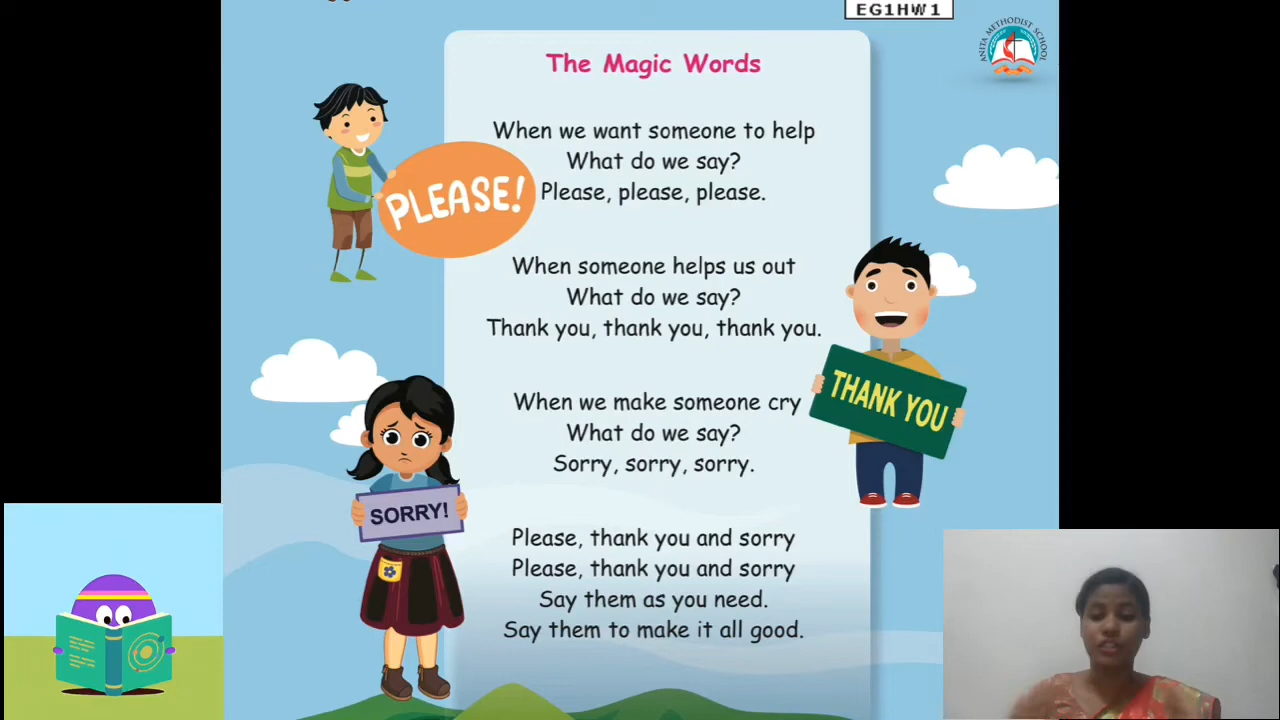 EG1HW1
ANITA METHODIST SCHOOL
The Magic Words
When we want someone to help
What do we say?
Please, please, please.
PLEASE!
When someone helps us out
What do we say?
Thank you, thank you, thank you.
THANK YOU
When we make someone cry
What do we say?
Sorry, sorry, sorry.
SORRY!
Please, thank you and sorry
Please, thank you and sorry
Say them as you need.
Say them to make it all good.